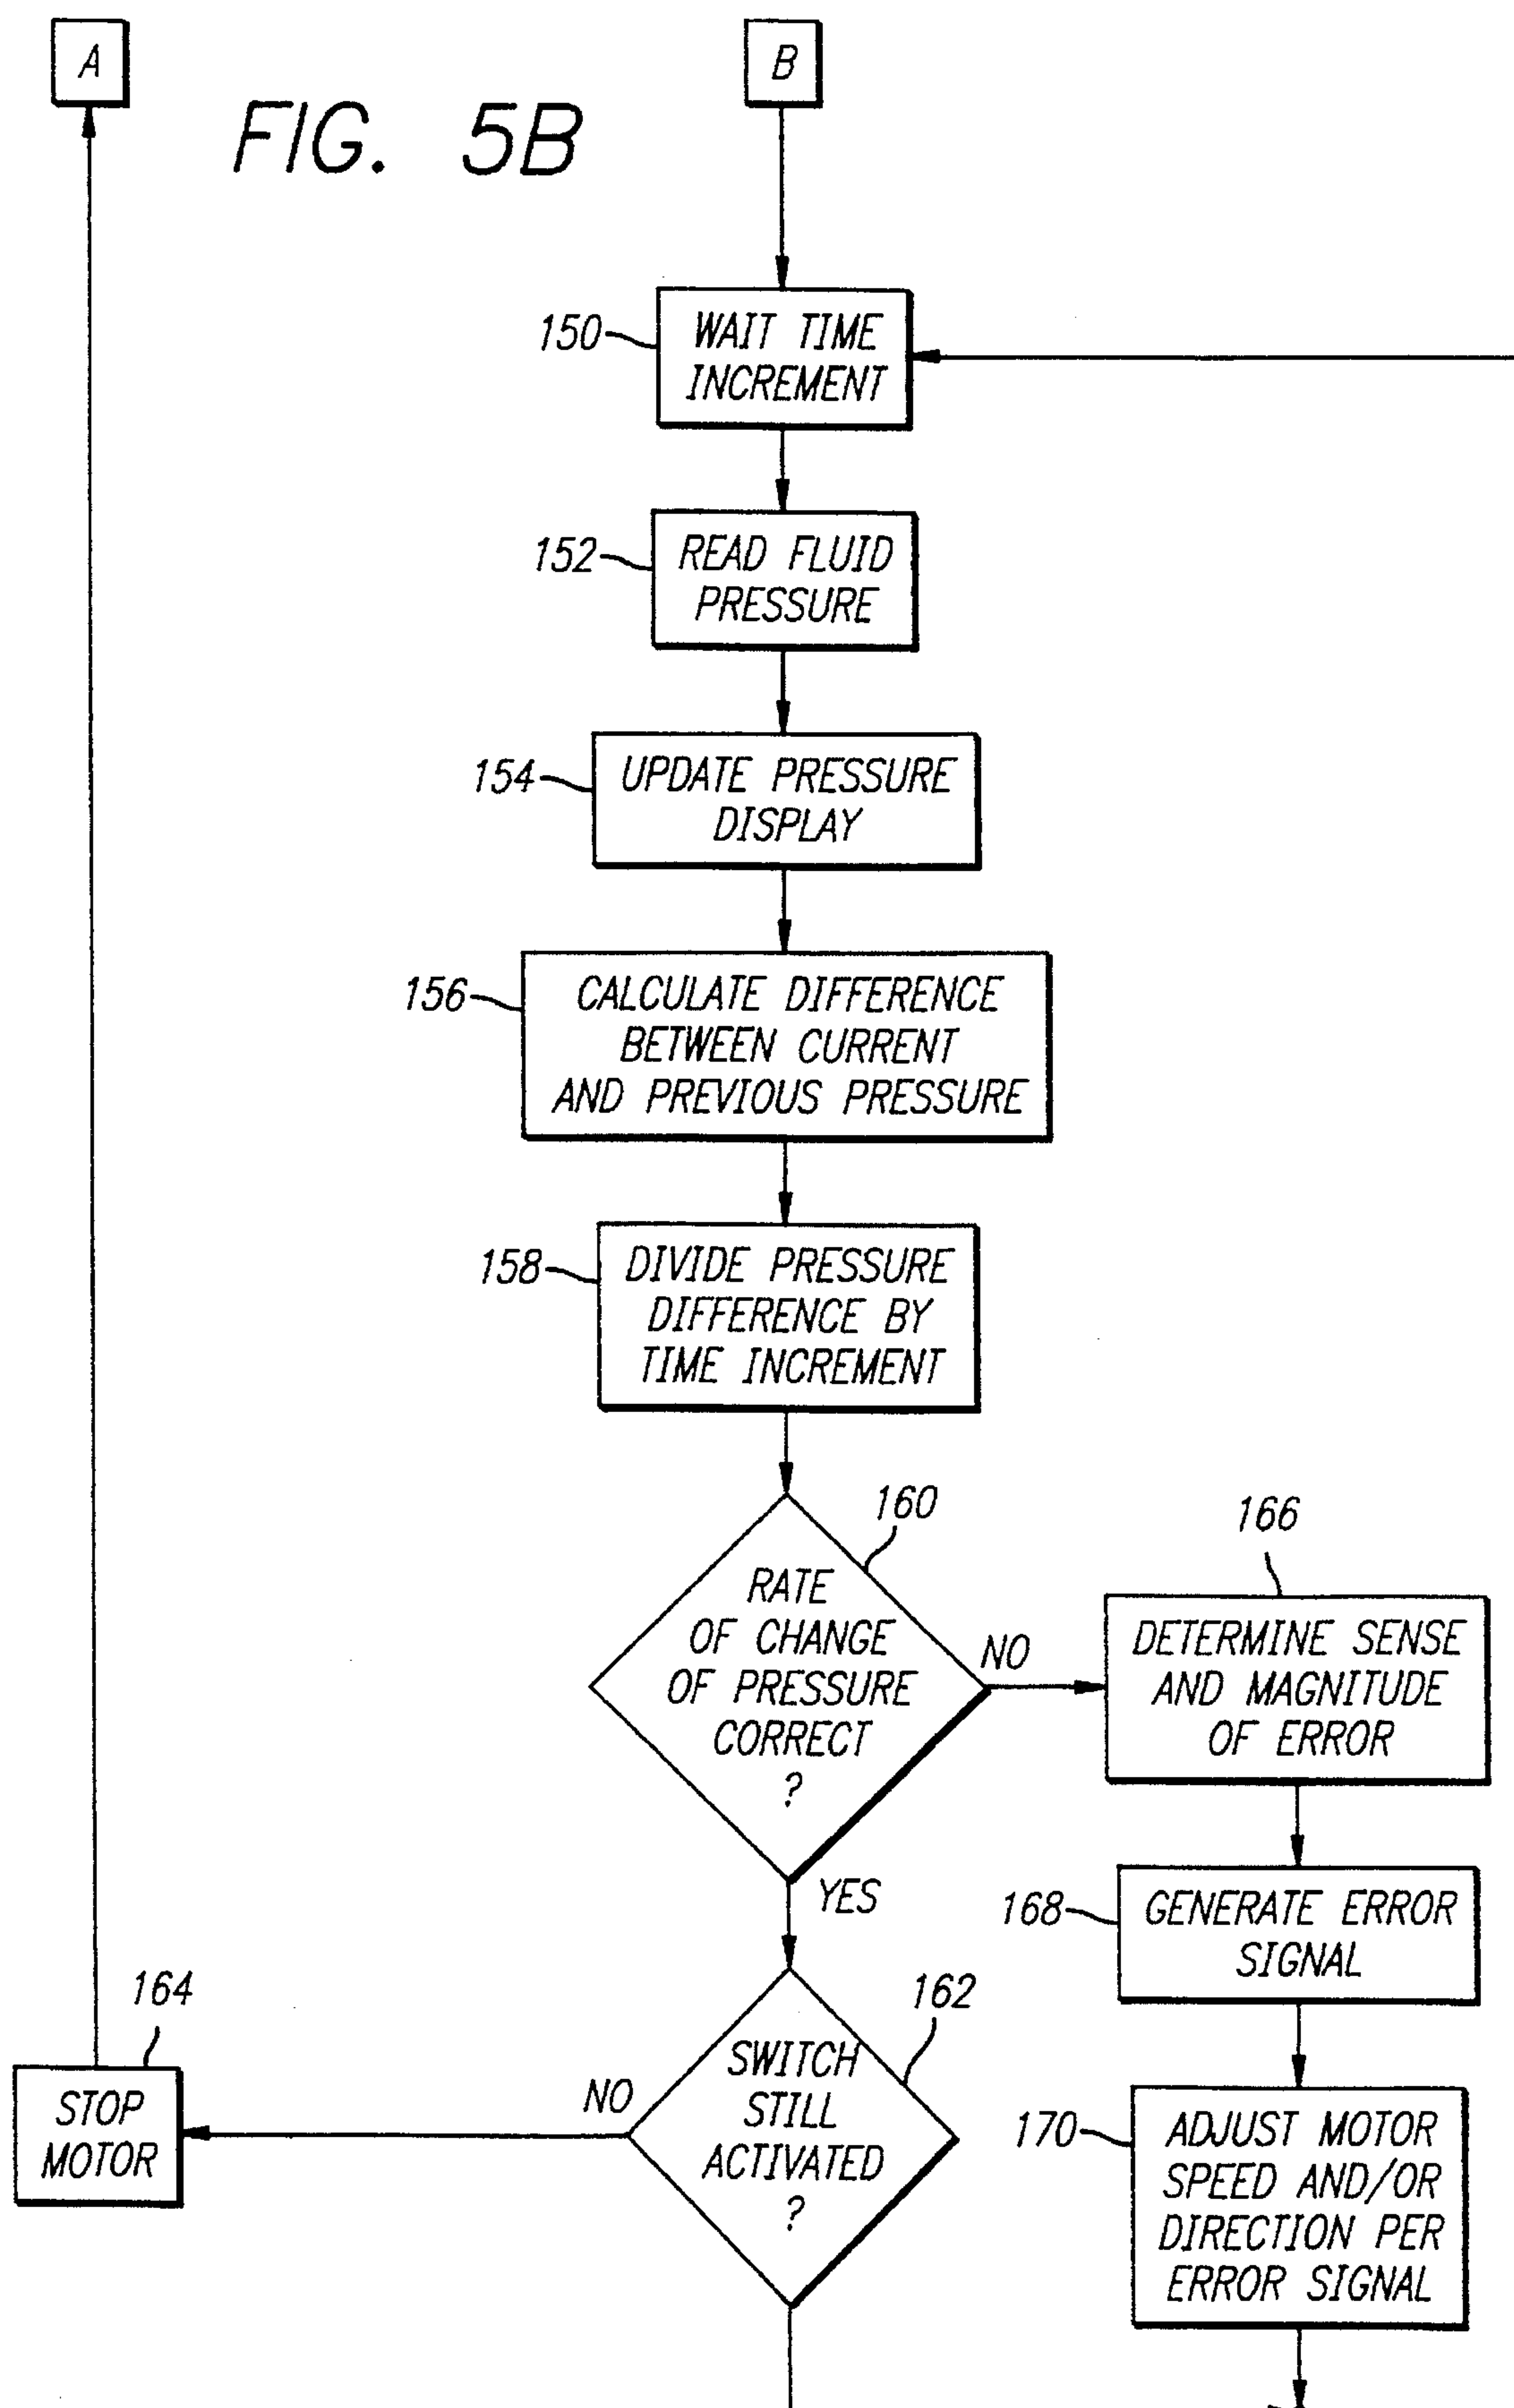 A
B
FIG. 5B
150
WAIT TIME
INCREMENT
152
READ FLUID
PRESSURE
154
UPDATE PRESSURE
DISPLAY
156
CALCULATE DIFFERENCE
BETWEEN CURRENT
AND PREVIOUS PRESSURE
158
DIVIDE PRESSURE
DIFFERENCE BY
TIME INCREMENT
160
RATE
OF CHANGE
OF PRESSURE
CORRECT
?
NO
YES
166
DETERMINE SENSE
AND MAGNITUDE
OF ERROR
168
GENERATE ERROR
SIGNAL
162
SWITCH
STILL
ACTIVATED
?
NO
164
STOP
MOTOR
170
ADJUST MOTOR
SPEED AND/OR
DIRECTION PER
ERROR SIGNAL